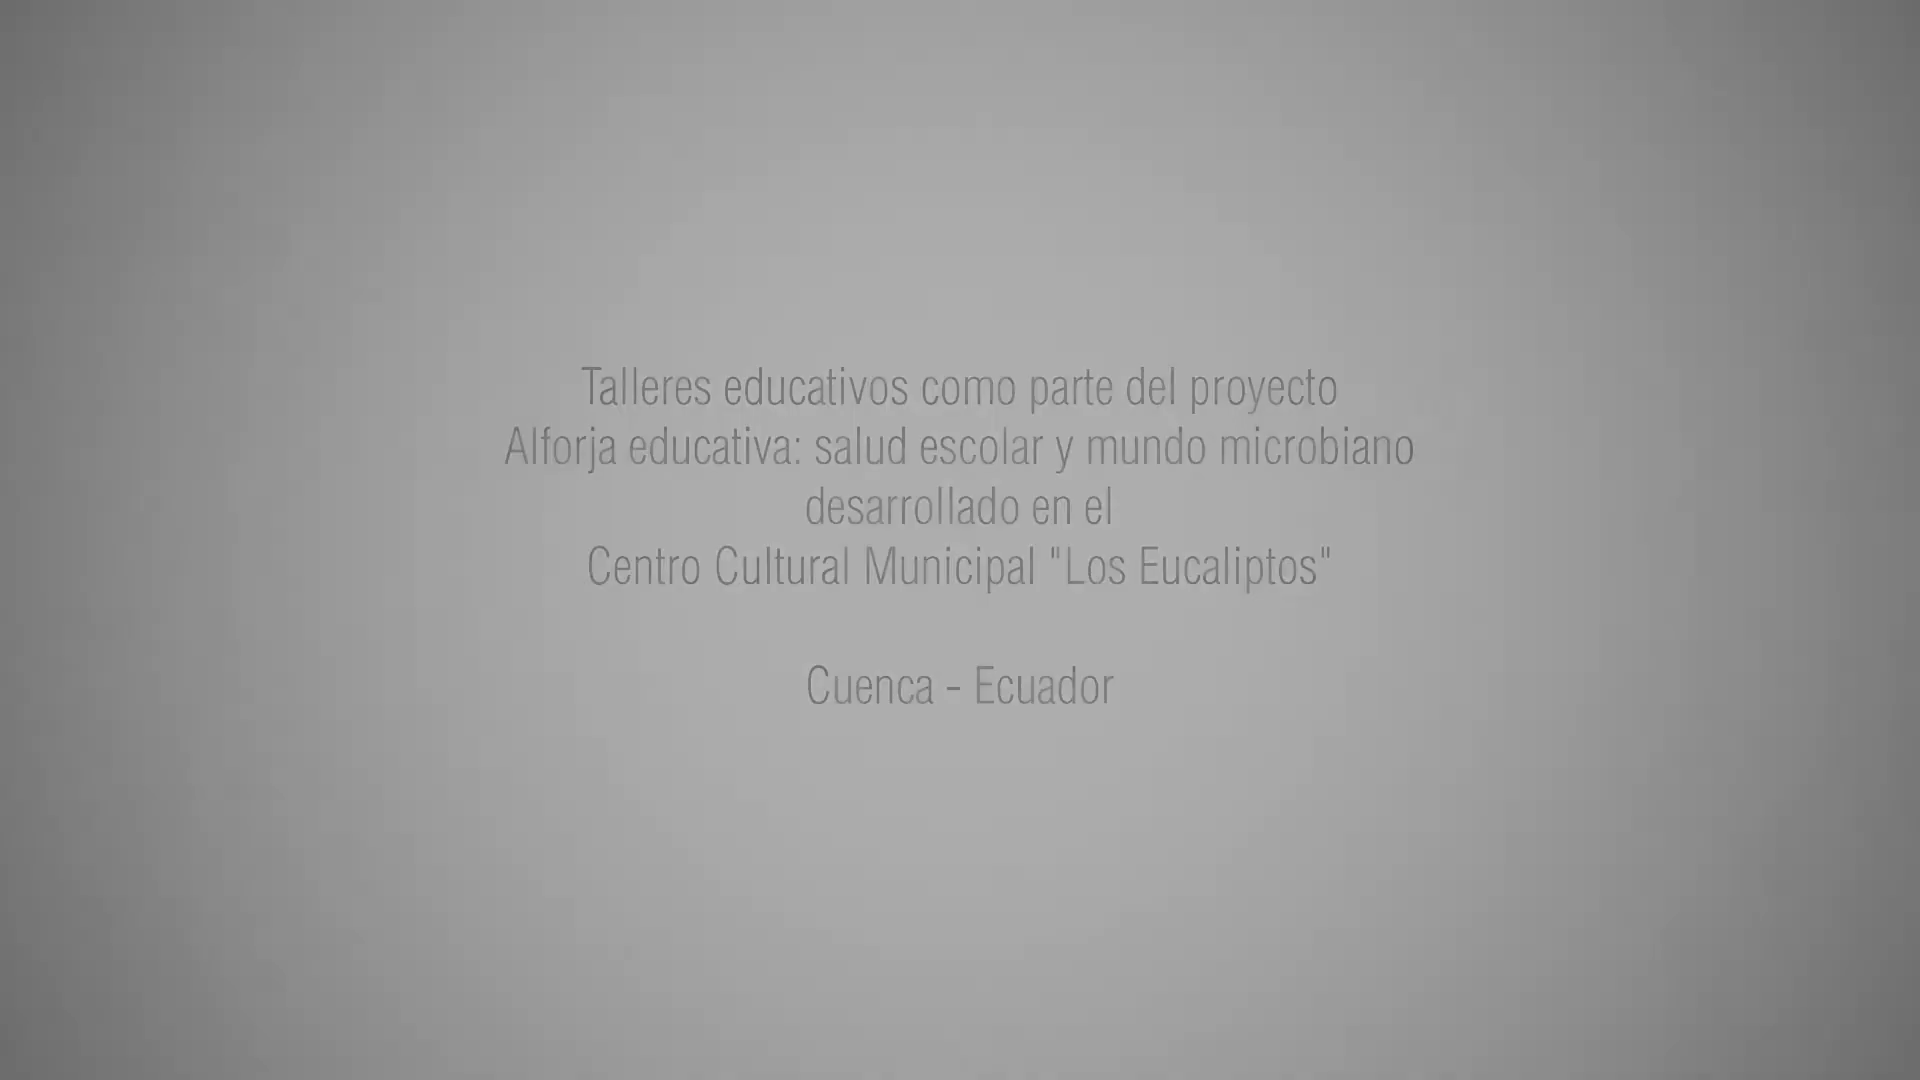 Talleres educativos como parte del proyecto
Alforja educativa: salud escolar y mundo microbiano
desarrollado en el
Centro Cultural Municipal "Los Eucaliptos"
Cuenca - Ecuador